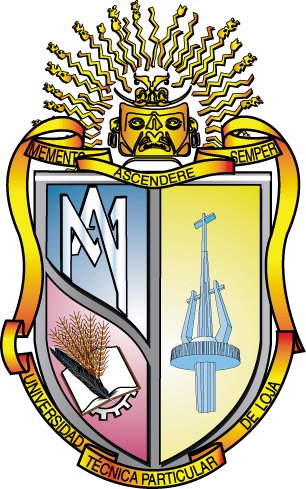 MEMENTO ASCENDERE SEMPER
UNIVERSIDAD TÉCNICA PARTICULAR DE LOJA